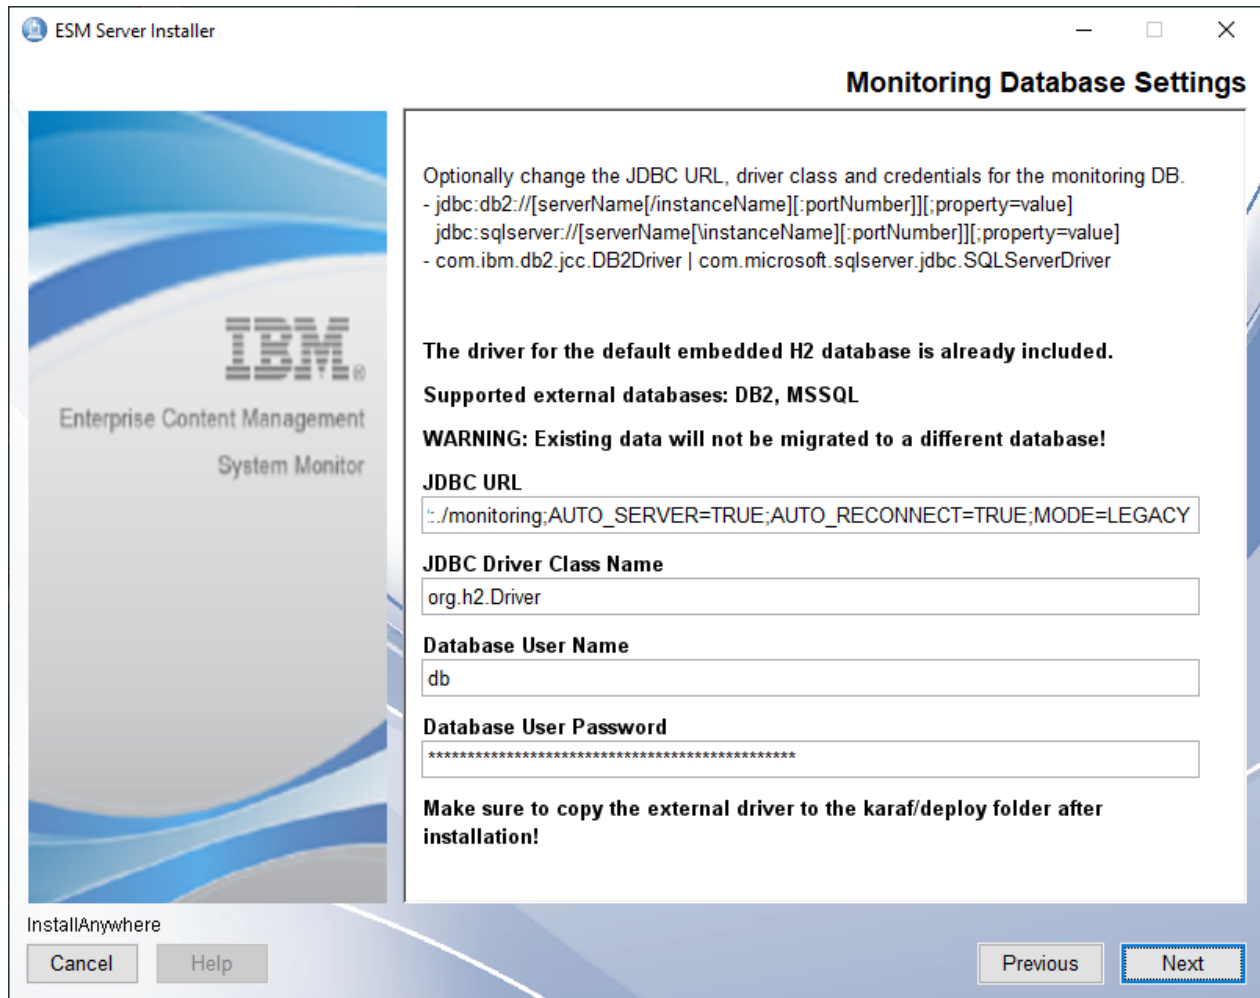 ESM Server Installer
Monitoring Database Settings
Optionally change the JDBC URL, driver class and credentials for the monitoring DB.
- jdbc:db2://[serverName[/instanceName][:portNumber]][;property=value]
jdbc:sqlserver://[serverName[\instanceName][:portNumber]][;property=value]
- com.ibm.db2.jcc.DB2Driver | com.microsoft.sqlserver.jdbc.SQLServerDriver
IBM®
Enterprise Content Management
System Monitor
The driver for the default embedded H2 database is already included.
Supported external databases: DB2, MSSQL
WARNING: Existing data will not be migrated to a different database!
JDBC URL
:./monitoring;AUTO_SERVER=TRUE;AUTO_RECONNECT=TRUE;MODE=LEGACY
JDBC Driver Class Name
org.h2.Driver
Database User Name
db
Database User Password
***********************************************
Make sure to copy the external driver to the karaf/deploy folder after
installation!
InstallAnywhere
Cancel
Help
Previous
Next